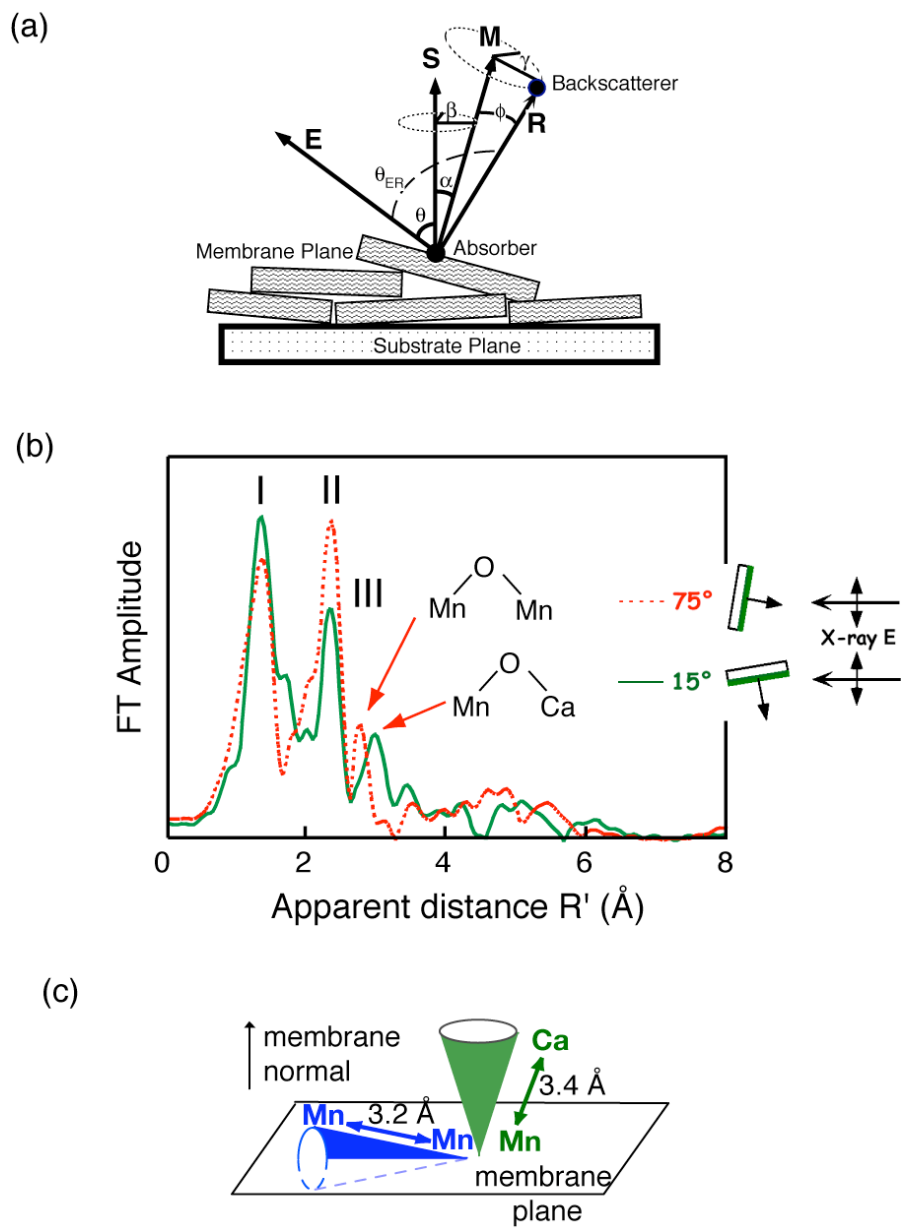 (a)
M
γ
S
Backscatterer
β
ϕ
R
E
θER
α
θ
Membrane Plane
Absorber
Substrate Plane
(b)
I
II
III
O
Mn
Mn
75°
X-ray E
O
Mn
Ca
15°
FT Amplitude
0
2
4
6
8
Apparent distance R' (Å)
(c)
membrane
normal
Ca
3.4 Å
Mn
3.2 Å
Mn
Mn
membrane
plane